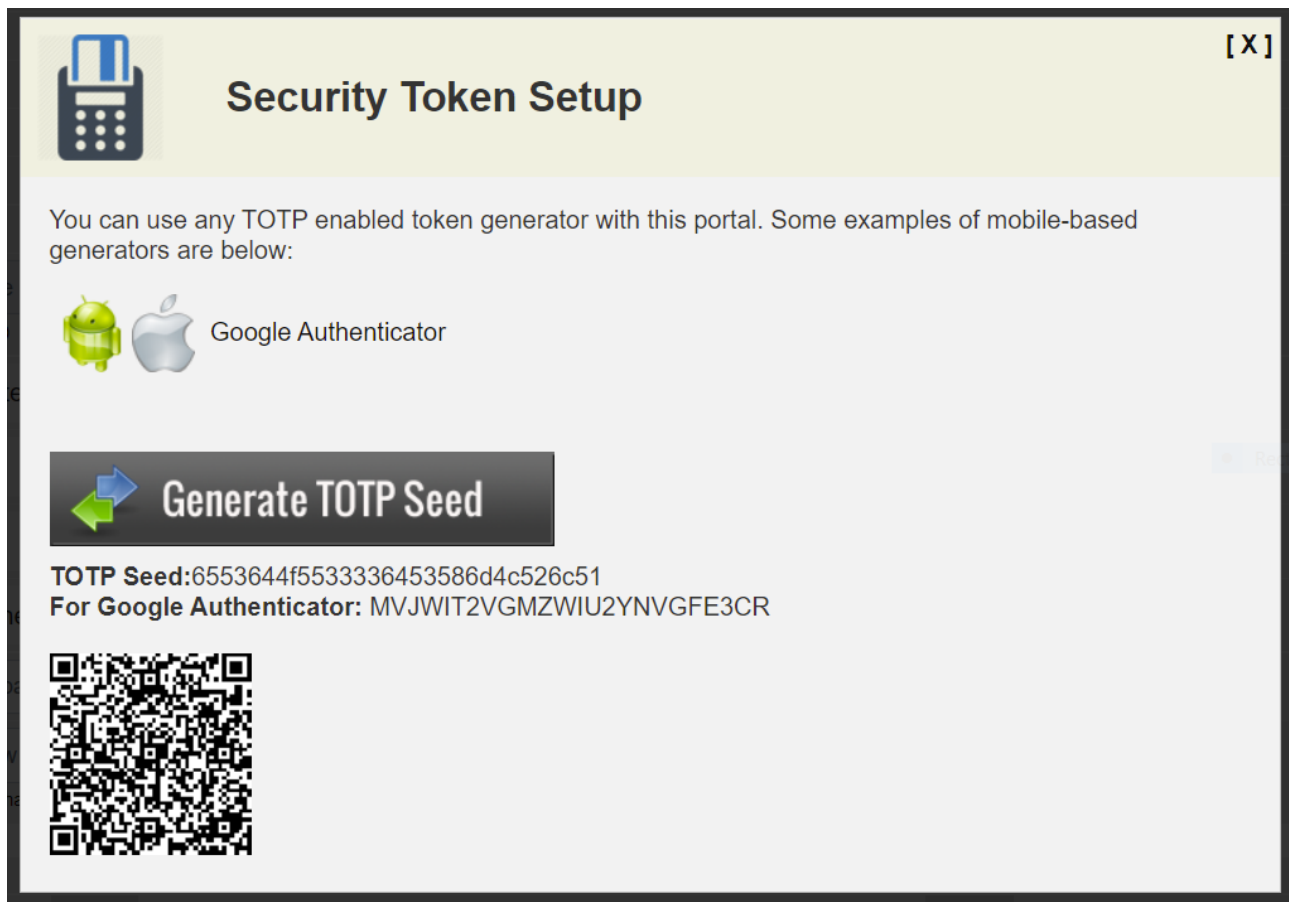 [ X ]
Security Token Setup
You can use any TOTP enabled token generator with this portal. Some examples of mobile-based
generators are below:
Google Authenticator
Generate TOTP Seed
TOTP Seed:6553644f5533336453586d4c526c51
For Google Authenticator: MVJWIT2VGMZWIU2YNVGFE3CR